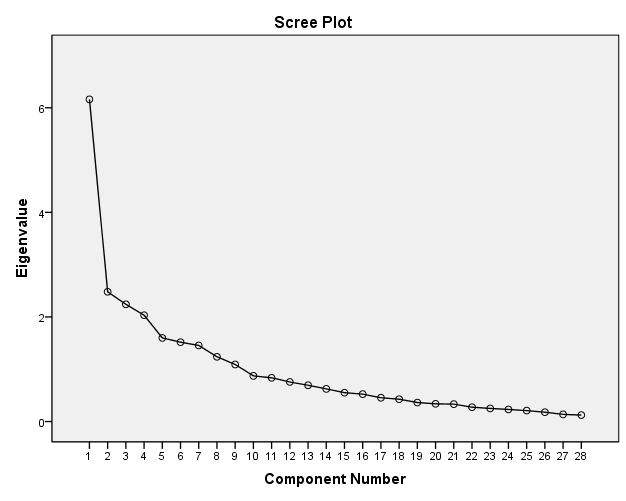 Scree Plot
Eigenvalue
6
4
2
0
1 2 3 4 5 6 7 8 9 10 11 12 13 14 15 16 17 18 19 20 21 22 23 24 25 26 27 28
Component Number